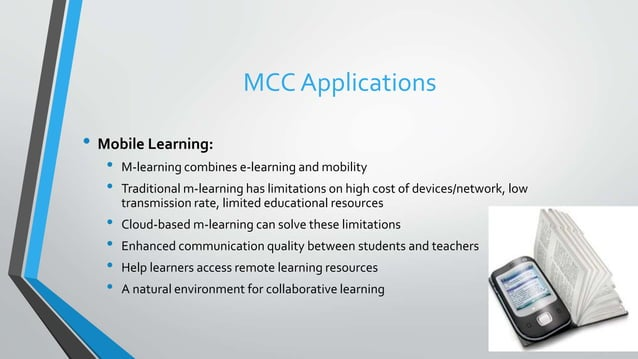 MCC Applications
• Mobile Learning:
• M-learning combines e-learning and mobility
• Traditional m-learning has limitations on high cost of devices/network, low
transmission rate, limited educational resources
• Cloud-based m-learning can solve these limitations
• Enhanced communication quality between students and teachers
• Help learners access remote learning resources
• A natural environment for collaborative learning